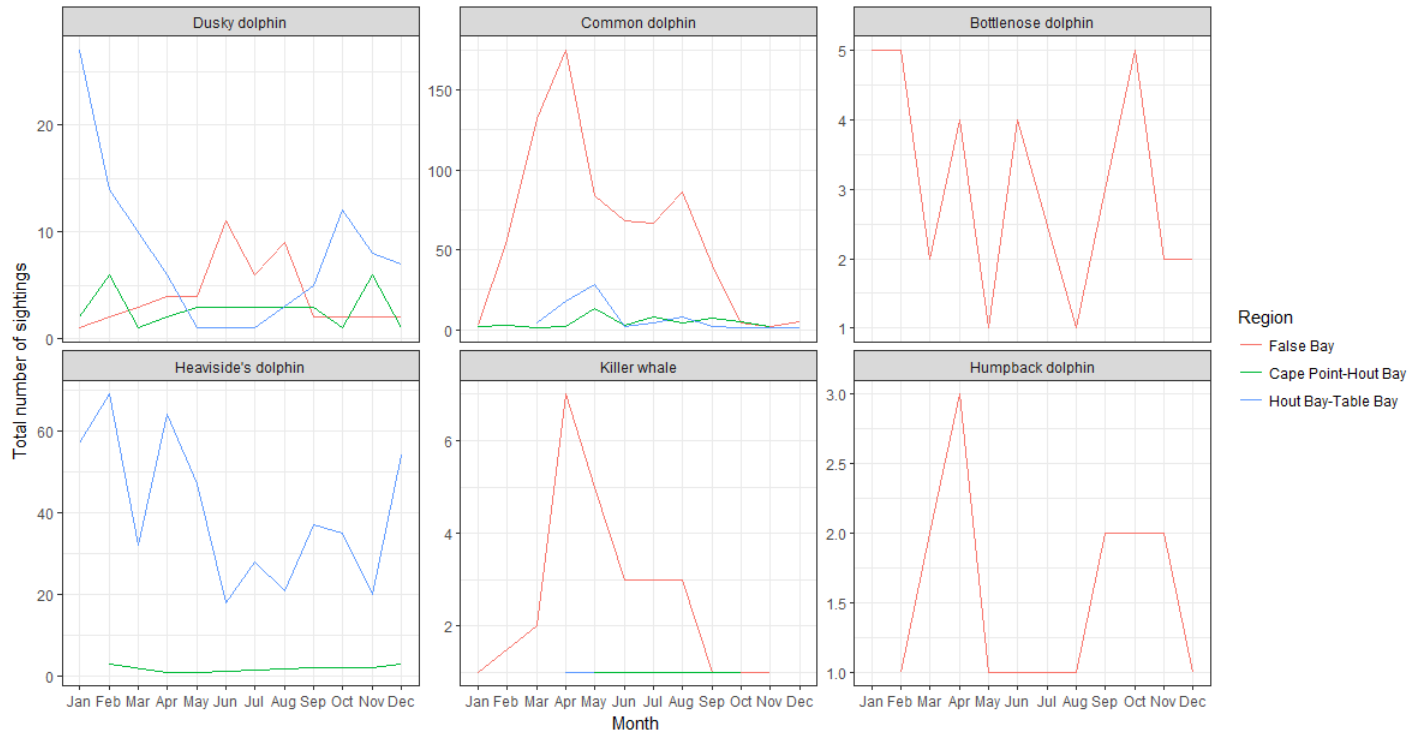 Dusky dolphin
Common dolphin
Bottlenose dolphin
20
10
0
150
100
50
0
5
4
3
2
1
Heaviside's dolphin
Killer whale
Humpback dolphin
60
40
20
0
6
4
2
3.0
2.5
2.0
1.5
1.0
Jan Feb Mar Apr May Jun Jul Aug Sep Oct Nov Dec
Jan Feb Mar Apr May Jun Jul Aug Sep Oct Nov Dec
Jan Feb Mar Apr May Jun Jul Aug Sep Oct Nov Dec
Total number of sightings
Month
Region
False Bay
Cape Point-Hout Bay
Hout Bay-Table Bay